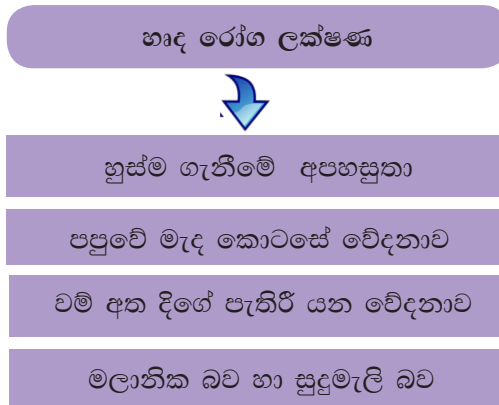 හෘද රෝග ලක්ෂණ
හුස්ම ගැනීමේ අපහසුතා
පපුවේ මැද කොටසේ වේදනාව
වම් අත දිගේ පැතිරී යන වේදනාව
මලානික බව හා සුදුමැලි බව